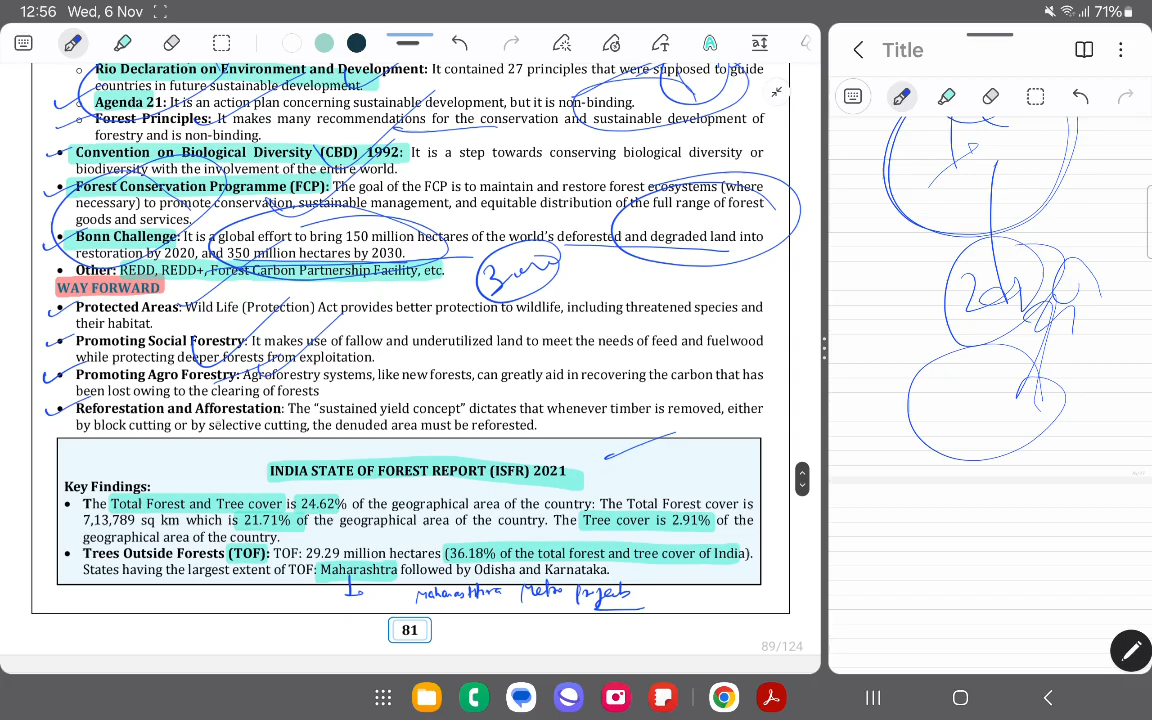 12:56 Wed, 6 Nov 71%
Title
Rio Declaration on Environment and Development: It contained 27 principles that were supposed to guide
countries in future sustainable development.
Agenda 21: It is an action plan concerning sustainable development, but it is non-binding.
Forest Principles: It makes many recommendations for the conservation and sustainable development of
forestry and is non-binding.
Convention on Biological Diversity (CBD) 1992: It is a step towards conserving biological diversity or
biodiversity with the involvement of the entire world.
Forest Conservation Programme (FCP): The goal of the FCP is to maintain and restore forest ecosystems (where
necessary) to promote conservation, sustainable management, and equitable distribution of the full range of forest
goods and services.
Bonn Challenge: It is a global effort to bring 150 million hectares of the world's deforested and degraded land into
restoration by 2020, and 350 million hectares by 2030.
Other: REDD, REDD+, Forest Carbon Partnership Facility, etc.
WAY FORWARD
Protected Areas: Wild Life (Protection) Act provides better protection to wildlife, including threatened species and
their habitat.
Promoting Social Forestry: It makes use of fallow and underutilized land to meet the needs of feed and fuelwood
while protecting deeper forests from exploitation.
Promoting Agro Forestry: Agroforestry systems, like new forests, can greatly aid in recovering the carbon that has
been lost owing to the clearing of forests
Reforestation and Afforestation: The "sustained yield concept" dictates that whenever timber is removed, either
by block cutting or by selective cutting, the denuded area must be reforested.
INDIA STATE OF FOREST REPORT (ISFR) 2021
Key Findings:
The Total Forest and Tree cover is 24.62% of the geographical area of the country: The Total Forest cover is
7,13,789 sq km which is 21.71% of the geographical area of the country. The Tree cover is 2.91% of the
geographical area of the country.
Trees Outside Forests (TOF): TOF: 29.29 million hectares (36.18% of the total forest and tree cover of India).
States having the largest extent of TOF: Maharashtra followed by Odisha and Karnataka.
Maharasthra Metro Projects
81
89/124